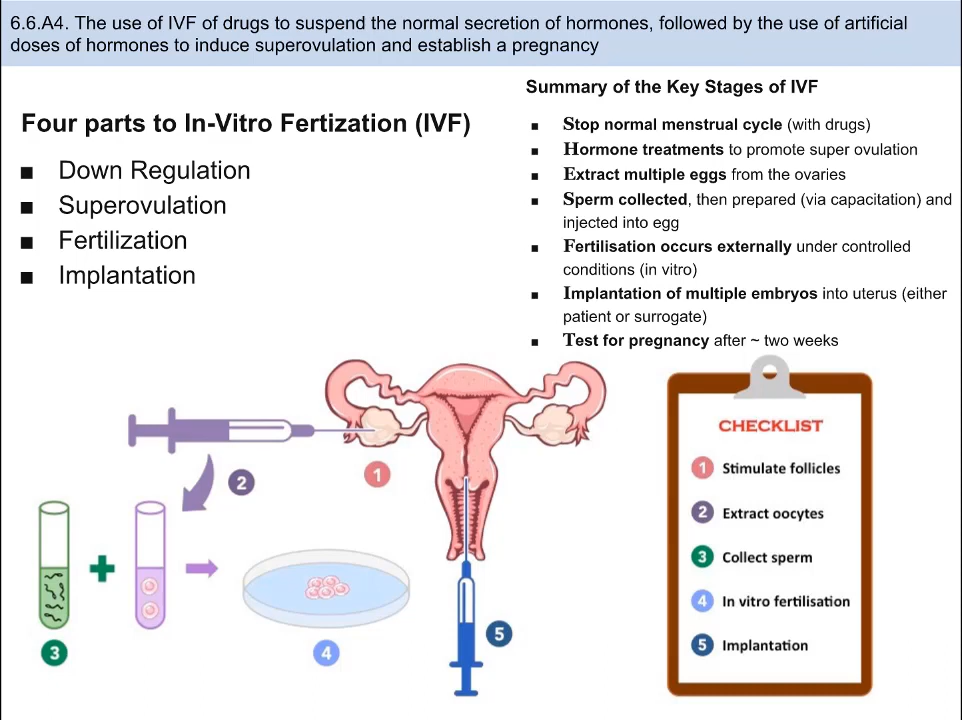 6.6.A4. The use of IVF of drugs to suspend the normal secretion of hormones, followed by the use of artificial
doses of hormones to induce superovulation and establish a pregnancy
Four parts to In-Vitro Fertization (IVF)
■ Down Regulation
■ Superovulation
■ Fertilization
■ Implantation
Summary of the Key Stages of IVF
■ Stop normal menstrual cycle (with drugs)
■ Hormone treatments to promote super ovulation
■ Extract multiple eggs from the ovaries
■ Sperm collected, then prepared (via capacitation) and
injected into egg
■ Fertilisation occurs externally under controlled
conditions (in vitro)
■ Implantation of multiple embryos into uterus (either
patient or surrogate)
■ Test for pregnancy after ~ two weeks
1
2
3
4
5
CHECKLIST
1 Stimulate follicles
2 Extract oocytes
3 Collect sperm
4 In vitro fertilisation
5 Implantation